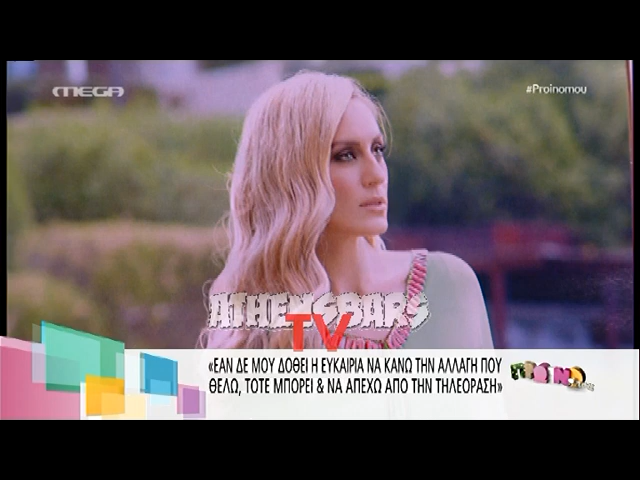 MEGA
#Proinomou
ATHENSBARS
TV
«ΕΑΝ ΔΕ ΜΟΥ ΔΟΘΕΙ Η ΕΥΚΑΙΡΙΑ ΝΑ ΚΑΝΩ ΤΗΝ ΑΛΛΑΓΗ ΠΟΥ
ΘΕΛΩ, ΤΟΤΕ ΜΠΟΡΕΙ & ΝΑ ΑΠΕΧΩ ΑΠΟ ΤΗΝ ΤΗΛΕΟΡΑΣΗ»
ΠΡΩΙΝΟ